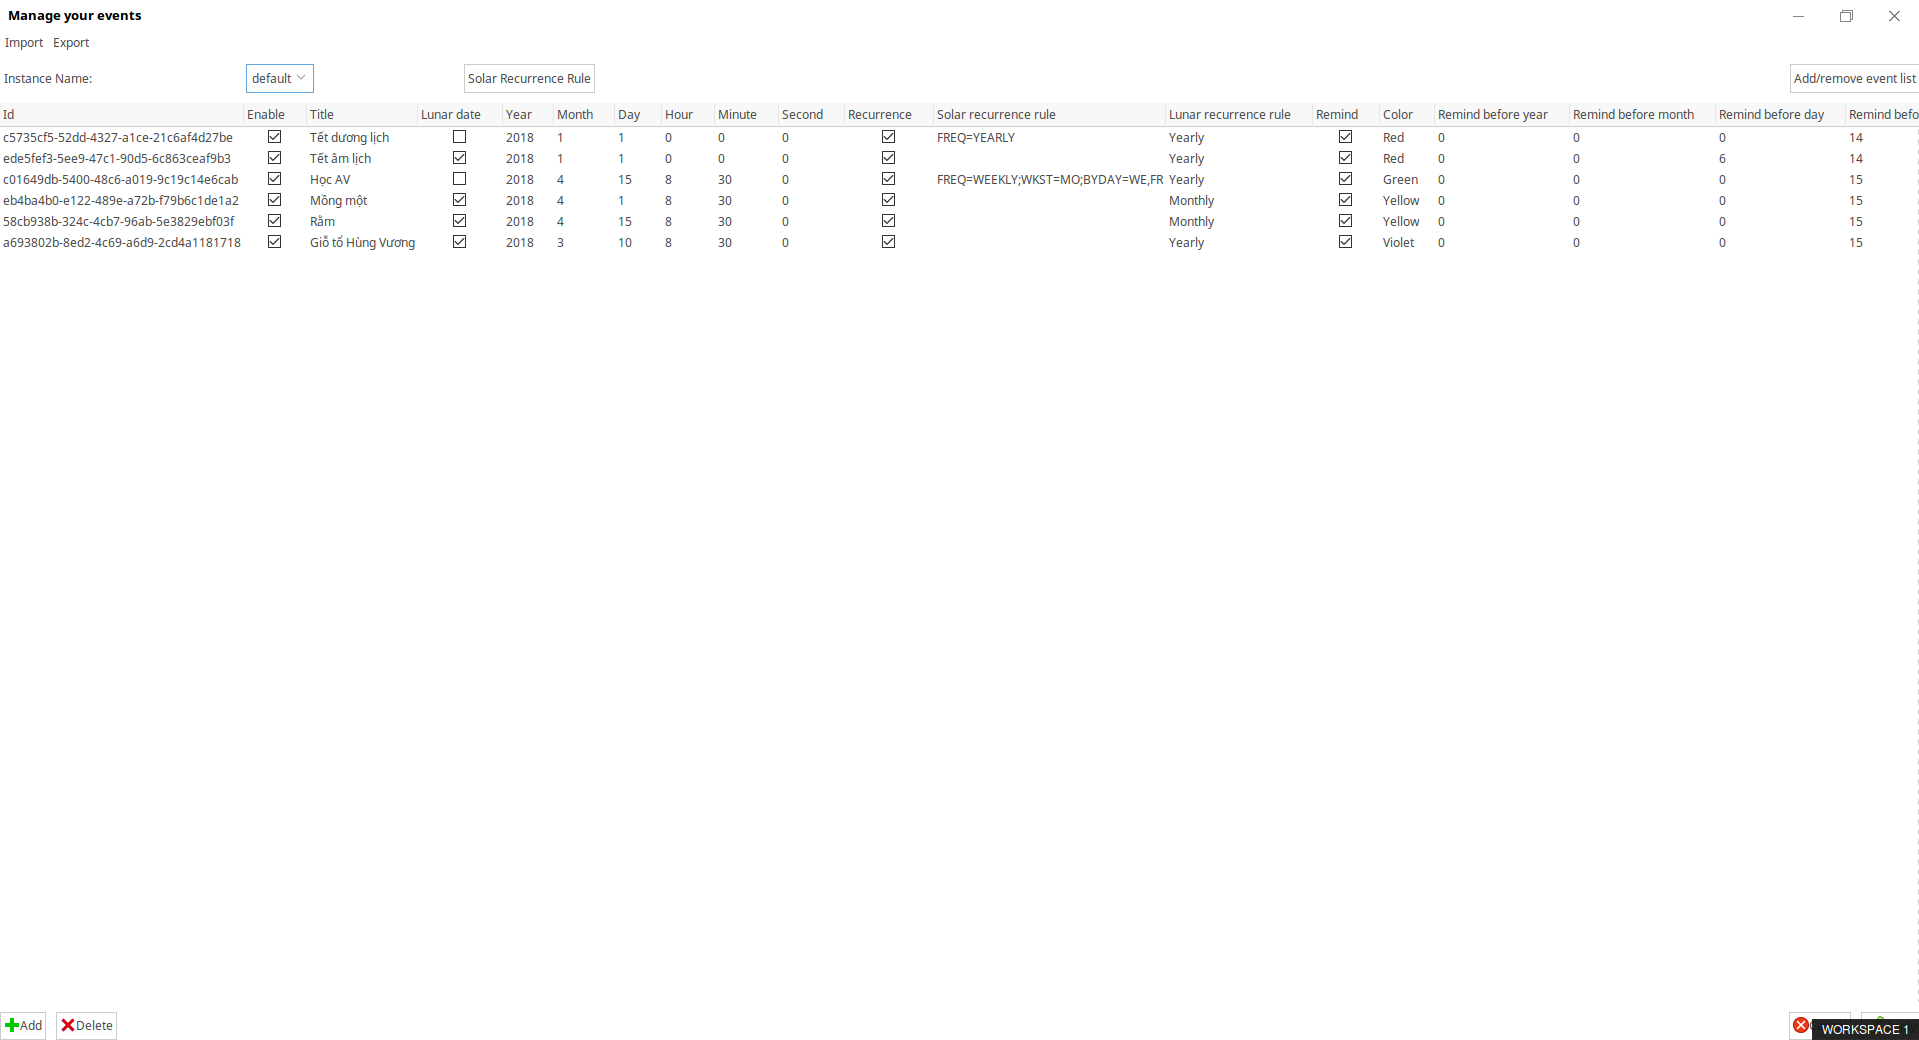 Manage your events
Import Export
Instance Name: default Solar Recurrence Rule Add/remove event list
Id Enable Title Lunar date Year Month Day Hour Minute Second Recurrence Solar recurrence rule Lunar recurrence rule Remind Color Remind before year Remind before month Remind before day Remind befo
c5735cf5-52dd-4327-a1ce-21c6af4d27be Tết dương lịch 2018 1 1 0 0 0 FREQ=YEARLY Yearly Red 0 0 0 14
ede5fef3-5ee9-47c1-90d5-6c863ceaf9b3 Tết âm lịch 2018 1 1 0 0 0 Yearly Red 0 0 6 14
c01649db-5400-48c6-a019-9c19c14e6cab Học AV 2018 4 15 8 30 0 FREQ=WEEKLY;WKST=MO;BYDAY=WE,FR Yearly Green 0 0 0 15
eb4ba4b0-e122-489e-a72b-f79b6c1de1a2 Mồng một 2018 4 1 8 30 0 Monthly Yellow 0 0 0 15
58cb938b-324c-4cb7-96ab-5e3829ebf03f Rằm 2018 4 15 8 30 0 Monthly Yellow 0 0 0 15
a693802b-8ed2-4c69-a6d9-2cd4a1181718 Giỗ tổ Hùng Vương 2018 3 10 8 30 0 Yearly Violet 0 0 0 15
Add Delete
WORKSPACE 1